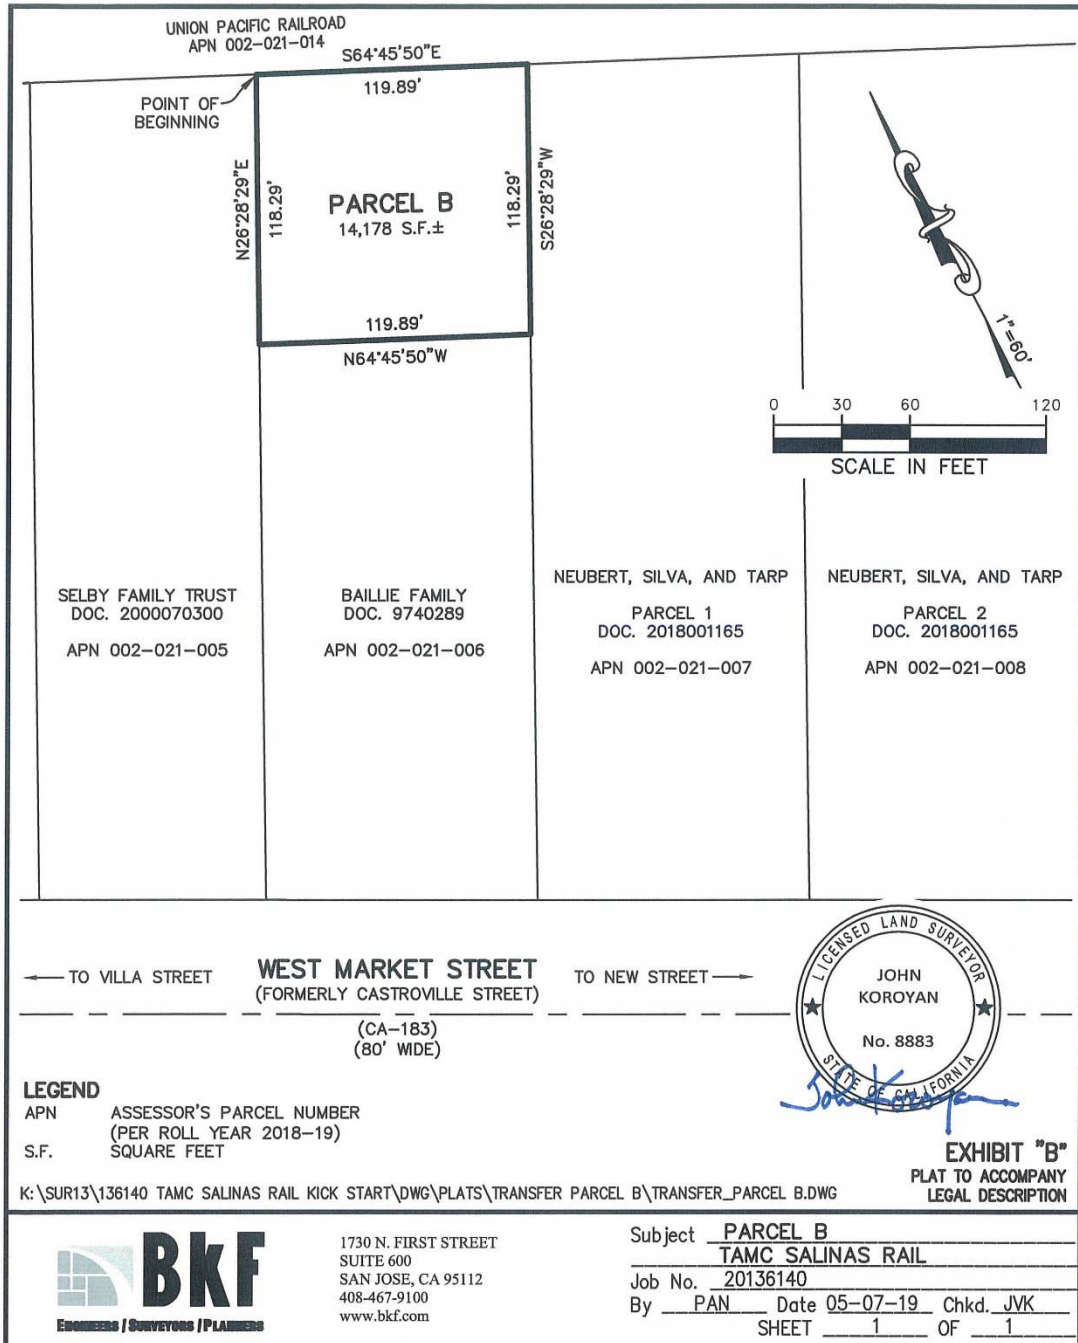 UNION PACIFIC RAILROAD
APN 002-021-014
S64°45'50"E
119.89'
POINT OF
BEGINNING
N26°28'29"E
118.29'
PARCEL B
14,178 S.F.±
118.29'
S26°28'29"W
119.89'
N64°45'50"W
1"=60'
0 30 60 120
SCALE IN FEET
SELBY FAMILY TRUST
DOC. 2000070300
APN 002-021-005
BAILLIE FAMILY
DOC. 9740289
APN 002-021-006
NEUBERT, SILVA, AND TARP
PARCEL 1
DOC. 2018001165
APN 002-021-007
NEUBERT, SILVA, AND TARP
PARCEL 2
DOC. 2018001165
APN 002-021-008
TO VILLA STREET
WEST MARKET STREET
(FORMERLY CASTROVILLE STREET)
TO NEW STREET
(CA-183)
(80' WIDE)
LICENSED LAND SURVEYOR
JOHN
KOROYAN
No. 8883
STATE OF CALIFORNIA
John Koroyan
LEGEND
APN ASSESSOR'S PARCEL NUMBER
(PER ROLL YEAR 2018-19)
S.F. SQUARE FEET
EXHIBIT "B"
PLAT TO ACCOMPANY
LEGAL DESCRIPTION
K:\SUR13\136140 TAMC SALINAS RAIL KICK START\DWG\PLATS\TRANSFER PARCEL B\TRANSFER_PARCEL B.DWG
BKF
ENGINEERS / SURVEYORS / PLANNERS
1730 N. FIRST STREET
SUITE 600
SAN JOSE, CA 95112
408-467-9100
www.bkf.com
Subject PARCEL B
TAMC SALINAS RAIL
Job No. 20136140
By PAN Date 05-07-19 Chkd. JVK
SHEET 1 OF 1